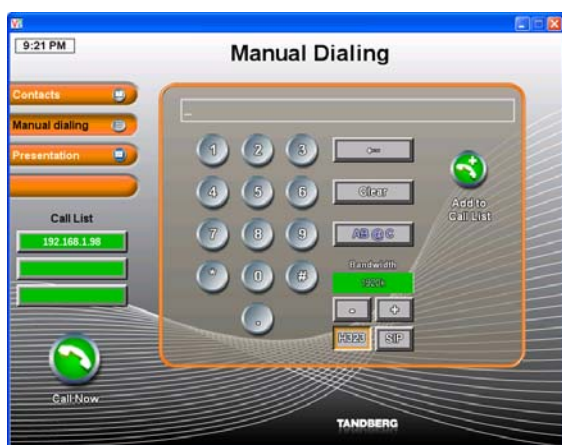 9:21 PM
Manual Dialing
Contacts
Manual dialing
Presentation
Call List
192.168.1.98
Call Now
1 2 3
4 5 6
7 8 9
* 0 #
.
Clear
AB@C
Bandwidth
1920k
- +
H323 SIP
Add to
Call List
TANDBERG